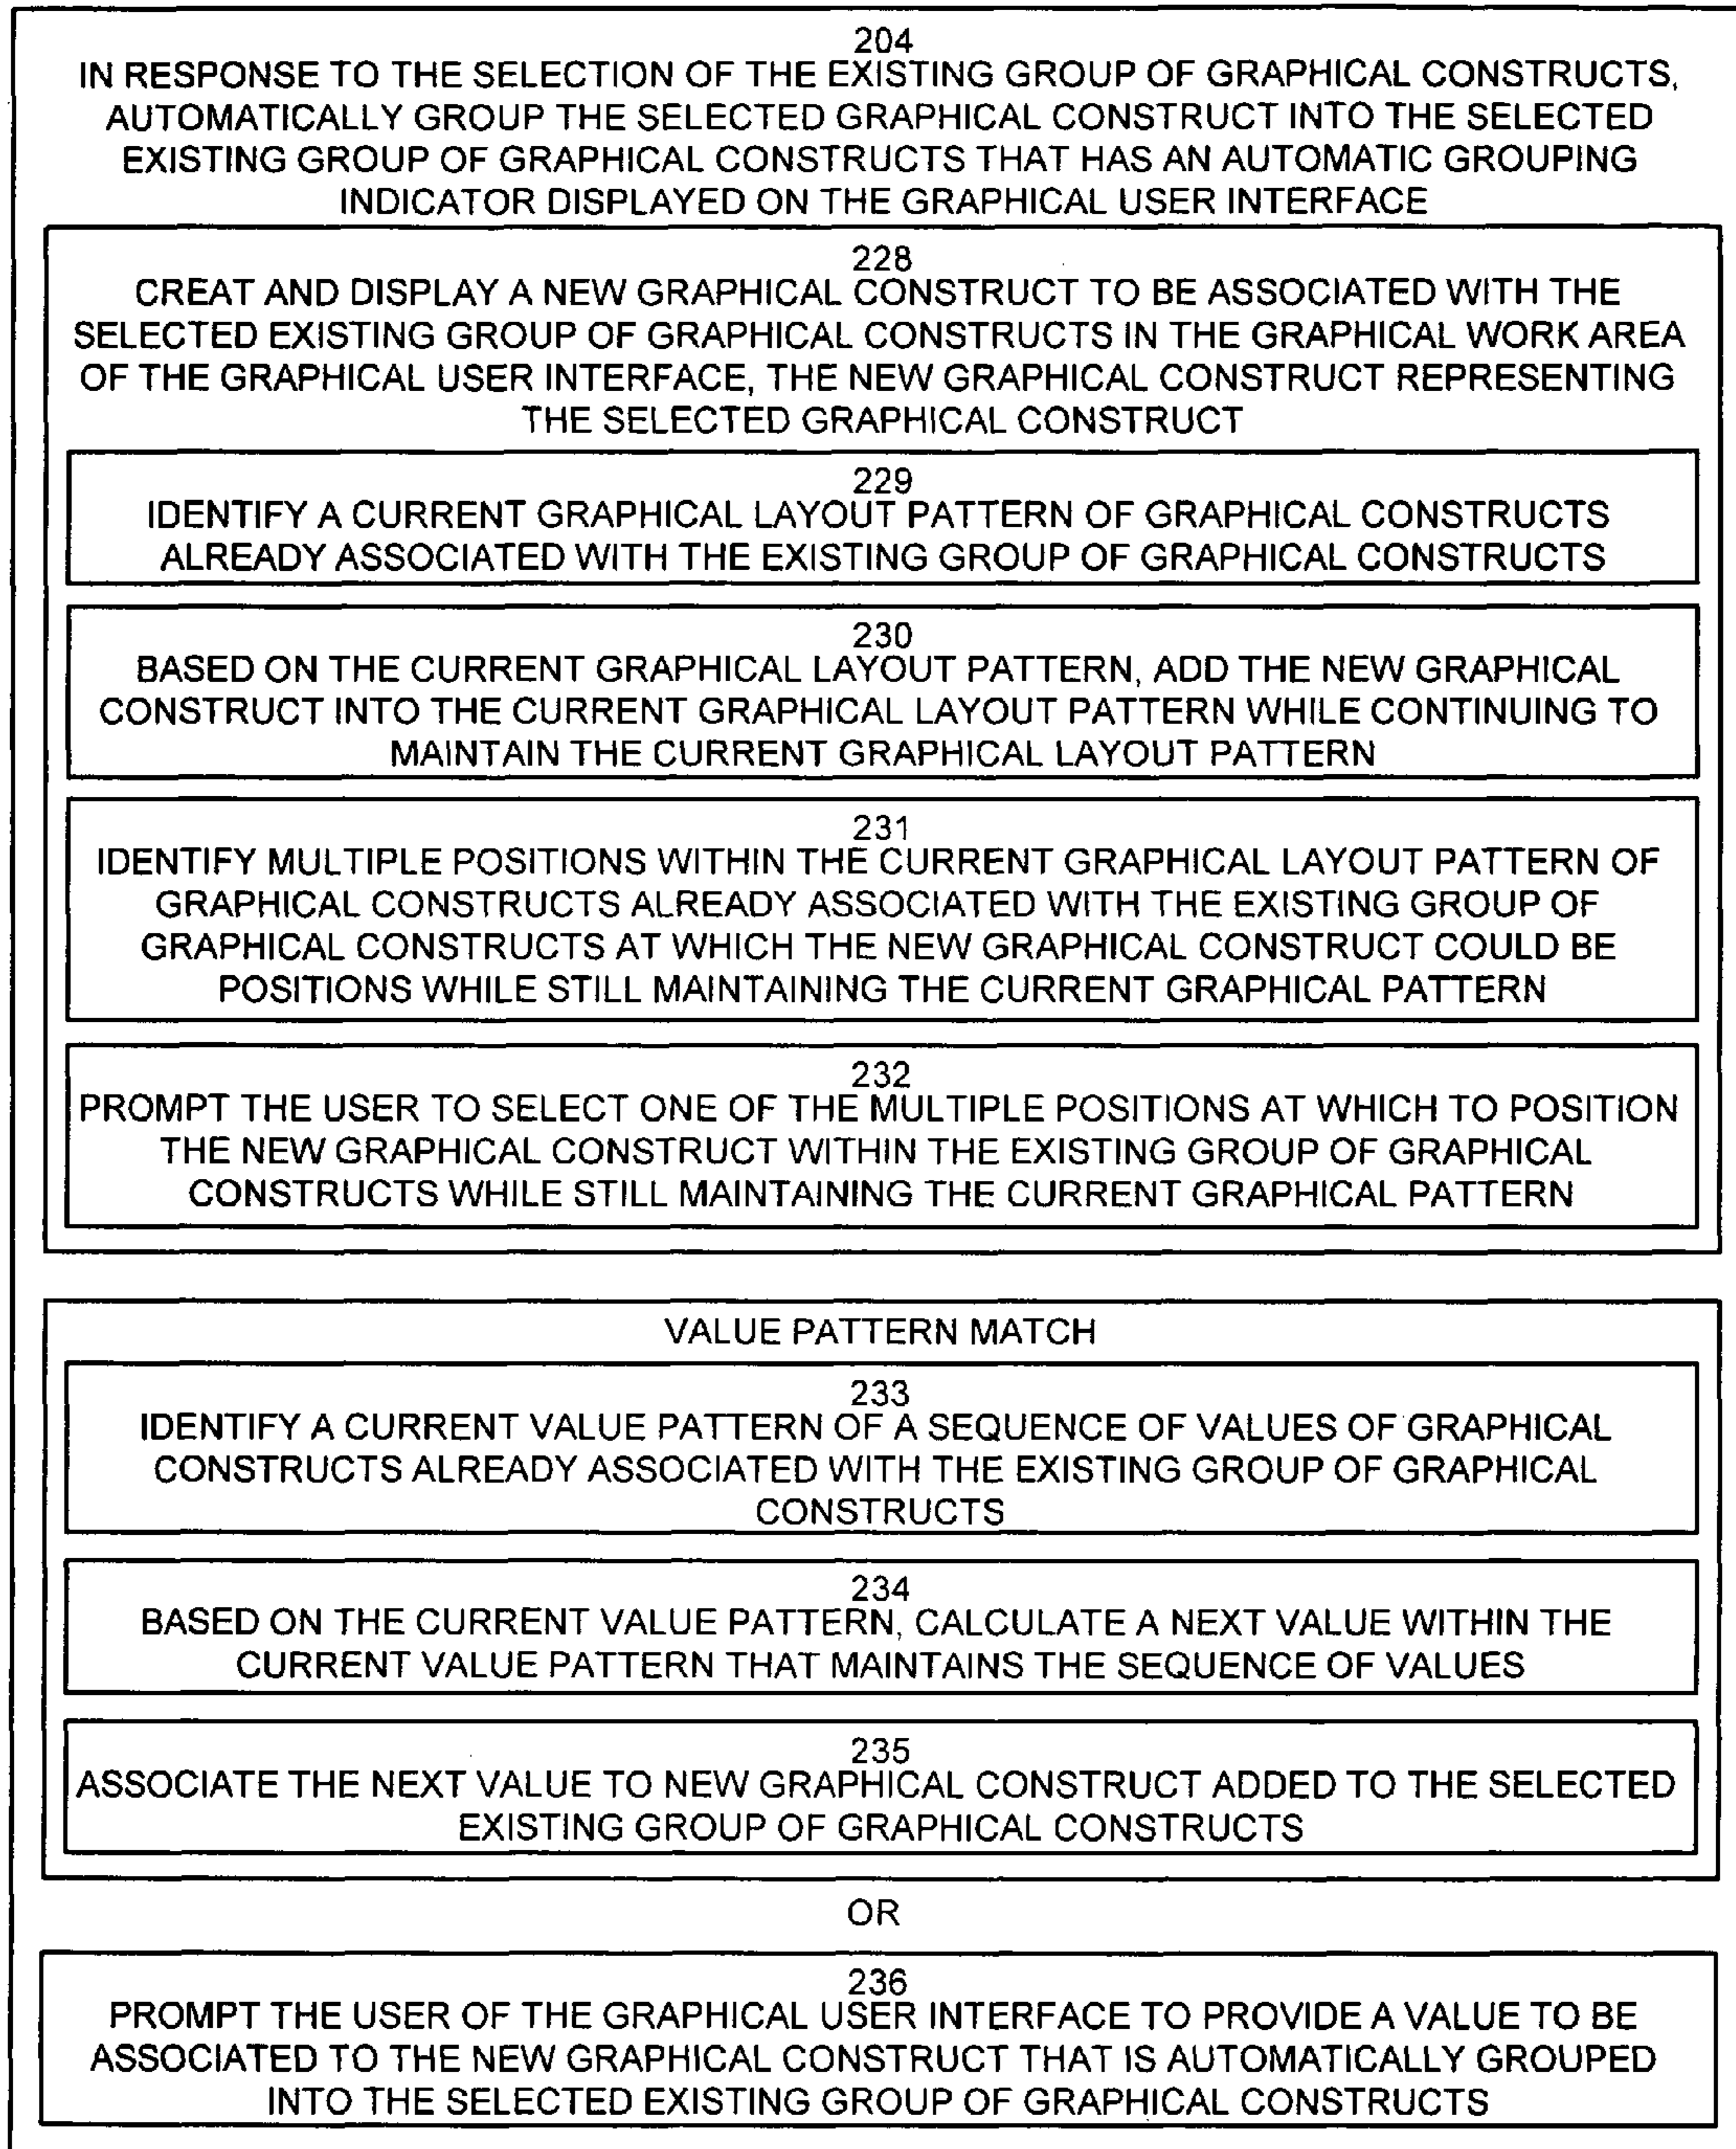 204
IN RESPONSE TO THE SELECTION OF THE EXISTING GROUP OF GRAPHICAL CONSTRUCTS,
AUTOMATICALLY GROUP THE SELECTED GRAPHICAL CONSTRUCT INTO THE SELECTED
EXISTING GROUP OF GRAPHICAL CONSTRUCTS THAT HAS AN AUTOMATIC GROUPING
INDICATOR DISPLAYED ON THE GRAPHICAL USER INTERFACE
228
CREAT AND DISPLAY A NEW GRAPHICAL CONSTRUCT TO BE ASSOCIATED WITH THE
SELECTED EXISTING GROUP OF GRAPHICAL CONSTRUCTS IN THE GRAPHICAL WORK AREA
OF THE GRAPHICAL USER INTERFACE, THE NEW GRAPHICAL CONSTRUCT REPRESENTING
THE SELECTED GRAPHICAL CONSTRUCT
229
IDENTIFY A CURRENT GRAPHICAL LAYOUT PATTERN OF GRAPHICAL CONSTRUCTS
ALREADY ASSOCIATED WITH THE EXISTING GROUP OF GRAPHICAL CONSTRUCTS
230
BASED ON THE CURRENT GRAPHICAL LAYOUT PATTERN, ADD THE NEW GRAPHICAL
CONSTRUCT INTO THE CURRENT GRAPHICAL LAYOUT PATTERN WHILE CONTINUING TO
MAINTAIN THE CURRENT GRAPHICAL LAYOUT PATTERN
231
IDENTIFY MULTIPLE POSITIONS WITHIN THE CURRENT GRAPHICAL LAYOUT PATTERN OF
GRAPHICAL CONSTRUCTS ALREADY ASSOCIATED WITH THE EXISTING GROUP OF
GRAPHICAL CONSTRUCTS AT WHICH THE NEW GRAPHICAL CONSTRUCT COULD BE
POSITIONS WHILE STILL MAINTAINING THE CURRENT GRAPHICAL PATTERN
232
PROMPT THE USER TO SELECT ONE OF THE MULTIPLE POSITIONS AT WHICH TO POSITION
THE NEW GRAPHICAL CONSTRUCT WITHIN THE EXISTING GROUP OF GRAPHICAL
CONSTRUCTS WHILE STILL MAINTAINING THE CURRENT GRAPHICAL PATTERN
VALUE PATTERN MATCH
233
IDENTIFY A CURRENT VALUE PATTERN OF A SEQUENCE OF VALUES OF GRAPHICAL
CONSTRUCTS ALREADY ASSOCIATED WITH THE EXISTING GROUP OF GRAPHICAL
CONSTRUCTS
234
BASED ON THE CURRENT VALUE PATTERN, CALCULATE A NEXT VALUE WITHIN THE
CURRENT VALUE PATTERN THAT MAINTAINS THE SEQUENCE OF VALUES
235
ASSOCIATE THE NEXT VALUE TO NEW GRAPHICAL CONSTRUCT ADDED TO THE SELECTED
EXISTING GROUP OF GRAPHICAL CONSTRUCTS
OR
236
PROMPT THE USER OF THE GRAPHICAL USER INTERFACE TO PROVIDE A VALUE TO BE
ASSOCIATED TO THE NEW GRAPHICAL CONSTRUCT THAT IS AUTOMATICALLY GROUPED
INTO THE SELECTED EXISTING GROUP OF GRAPHICAL CONSTRUCTS